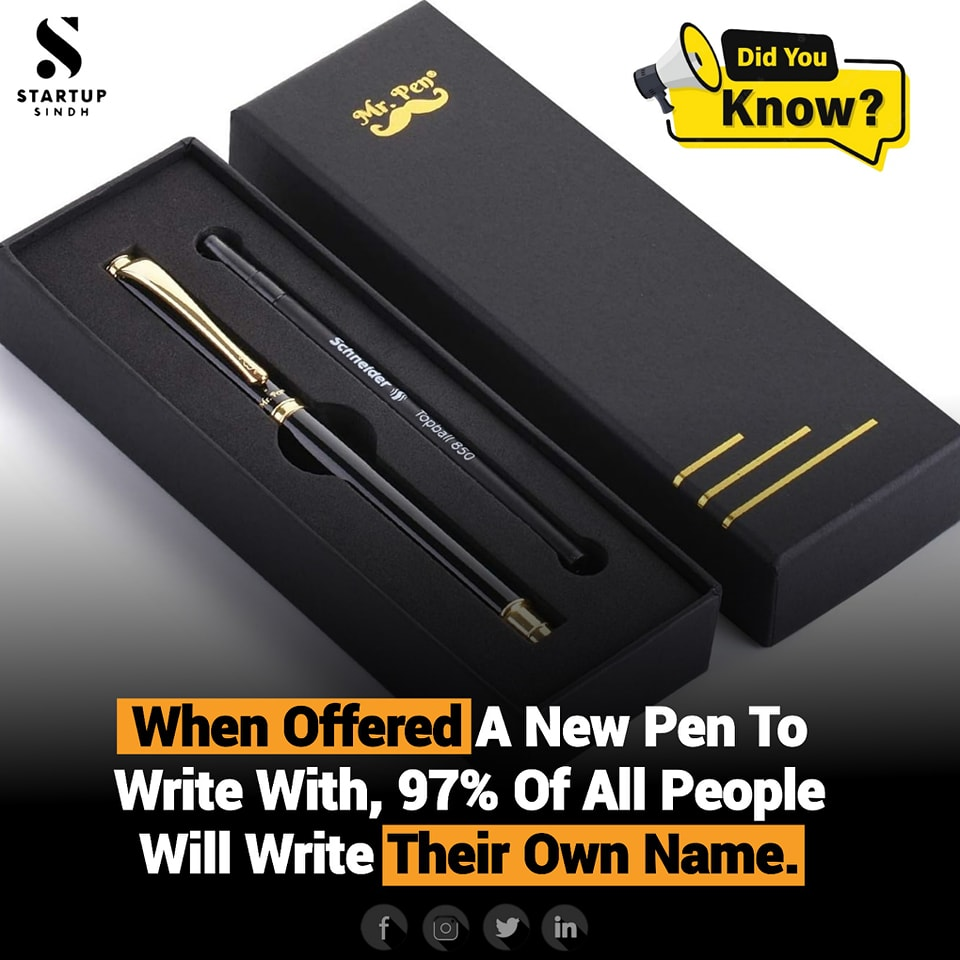 STARTUP
SINDH
Did You
Know?
Mr. Pen®
Schneider
Topball 850
When Offered A New Pen To
Write With, 97% Of All People
Will Write Their Own Name.
f
in